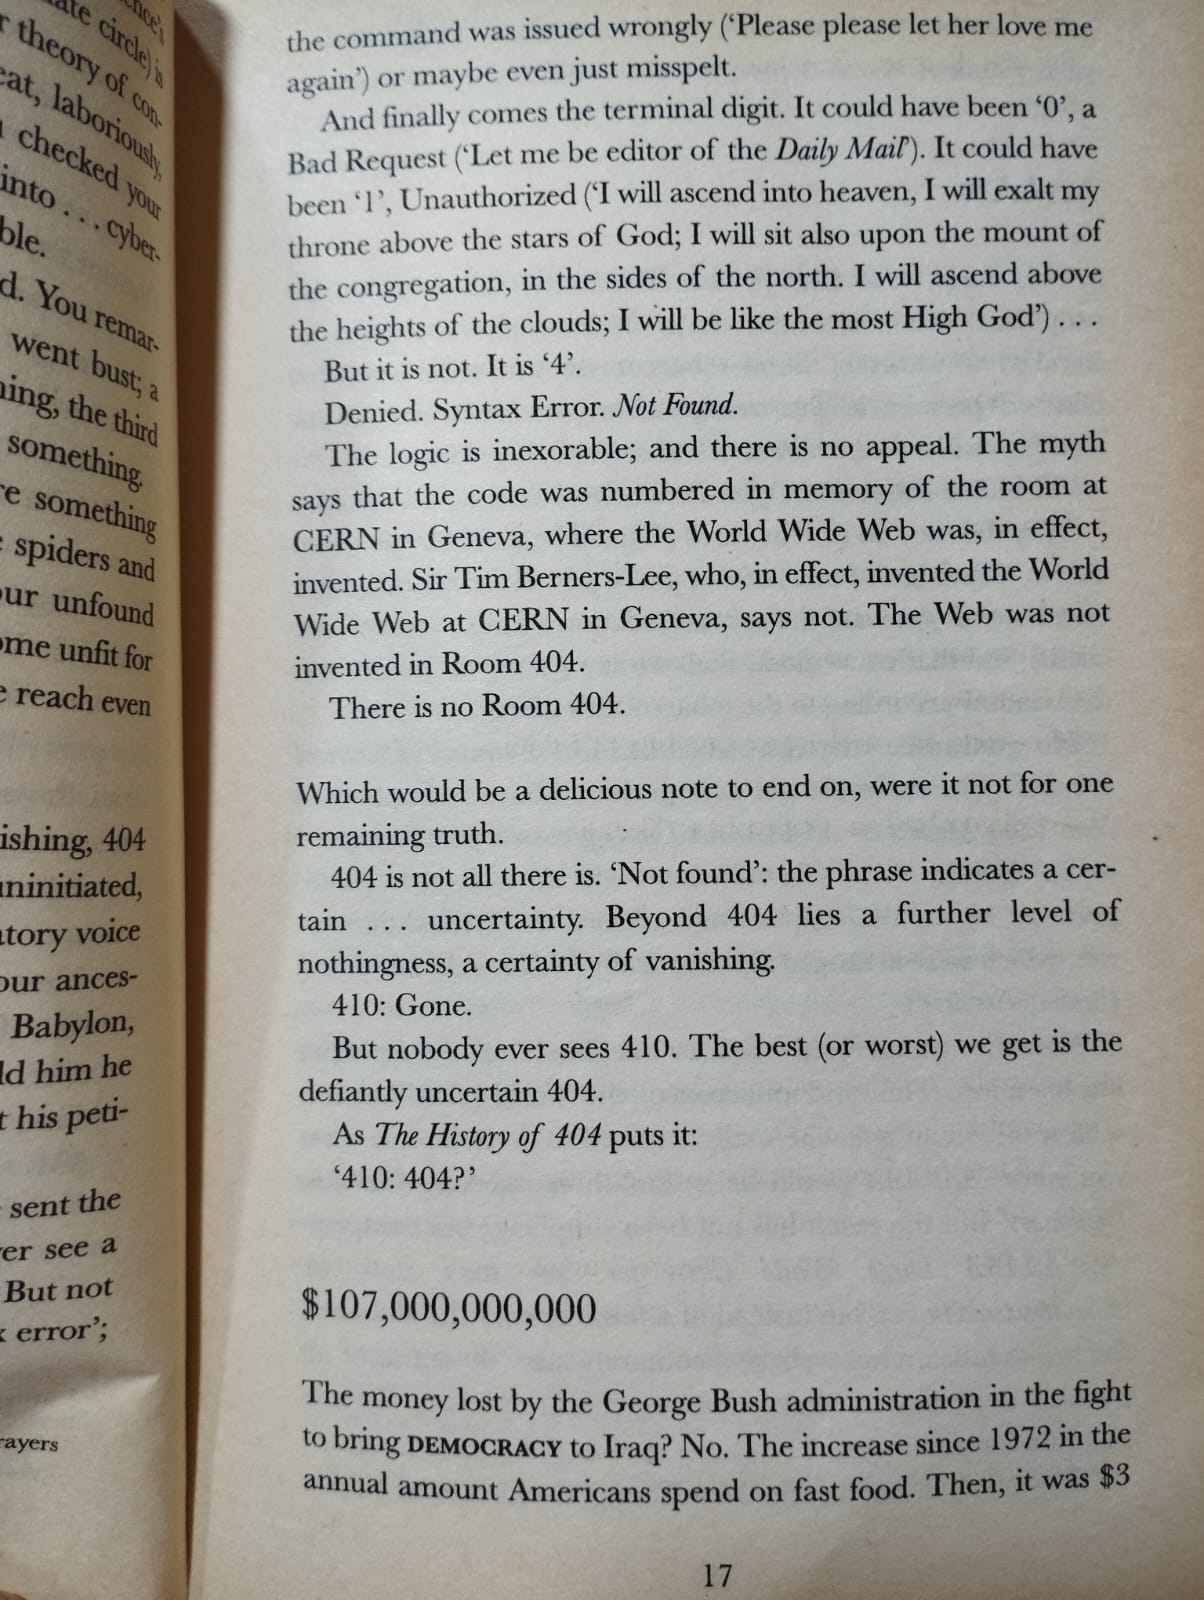 ence's
ate circle) is
r theory of con-
eat, laboriously,
checked your
into . . . cyber-
ble.
d. You remar-
went bust; a
ning, the third
something.
re something
spiders and
our unfound
ome unfit for
e reach even
ishing, 404
uninitiated,
atory voice
our ances-
Babylon,
ld him he
t his peti-
sent the
ver see a
But not
x error';
rayers
the command was issued wrongly ('Please please let her love me
again') or maybe even just misspelt.
And finally comes the terminal digit. It could have been '0', a
Bad Request ('Let me be editor of the Daily Mail'). It could have
been '1', Unauthorized ('I will ascend into heaven, I will exalt my
throne above the stars of God; I will sit also upon the mount of
the congregation, in the sides of the north. I will ascend above
the heights of the clouds; I will be like the most High God') . . .
But it is not. It is '4'.
Denied. Syntax Error. Not Found.
The logic is inexorable; and there is no appeal. The myth
says that the code was numbered in memory of the room at
CERN in Geneva, where the World Wide Web was, in effect,
invented. Sir Tim Berners-Lee, who, in effect, invented the World
Wide Web at CERN in Geneva, says not. The Web was not
invented in Room 404.
There is no Room 404.
Which would be a delicious note to end on, were it not for one
remaining truth.
404 is not all there is. 'Not found': the phrase indicates a cer-
tain . . . uncertainty. Beyond 404 lies a further level of
nothingness, a certainty of vanishing.
410: Gone.
But nobody ever sees 410. The best (or worst) we get is the
defiantly uncertain 404.
As The History of 404 puts it:
'410: 404?'
$107,000,000,000
The money lost by the George Bush administration in the fight
to bring DEMOCRACY to Iraq? No. The increase since 1972 in the
annual amount Americans spend on fast food. Then, it was $3
17